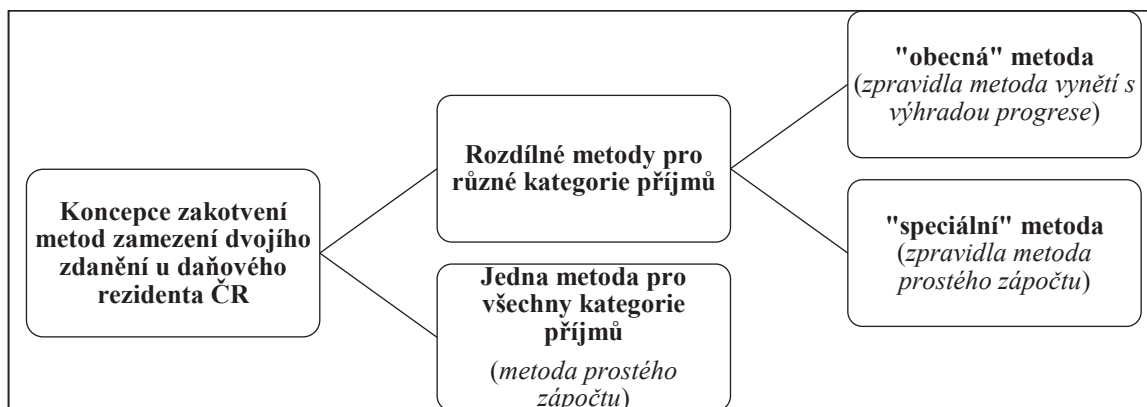 Koncepce zakotvení
metod zamezení dvojího
zdanění u daňového
rezidenta ČR
Rozdílné metody pro
různé kategorie příjmů
"obecná" metoda
(zpravidla metoda vynětí s
výhradou progrese)
"speciální" metoda
(zpravidla metoda
prostého zápočtu)
Jedna metoda pro
všechny kategorie
příjmů
(metoda prostého
zápočtu)